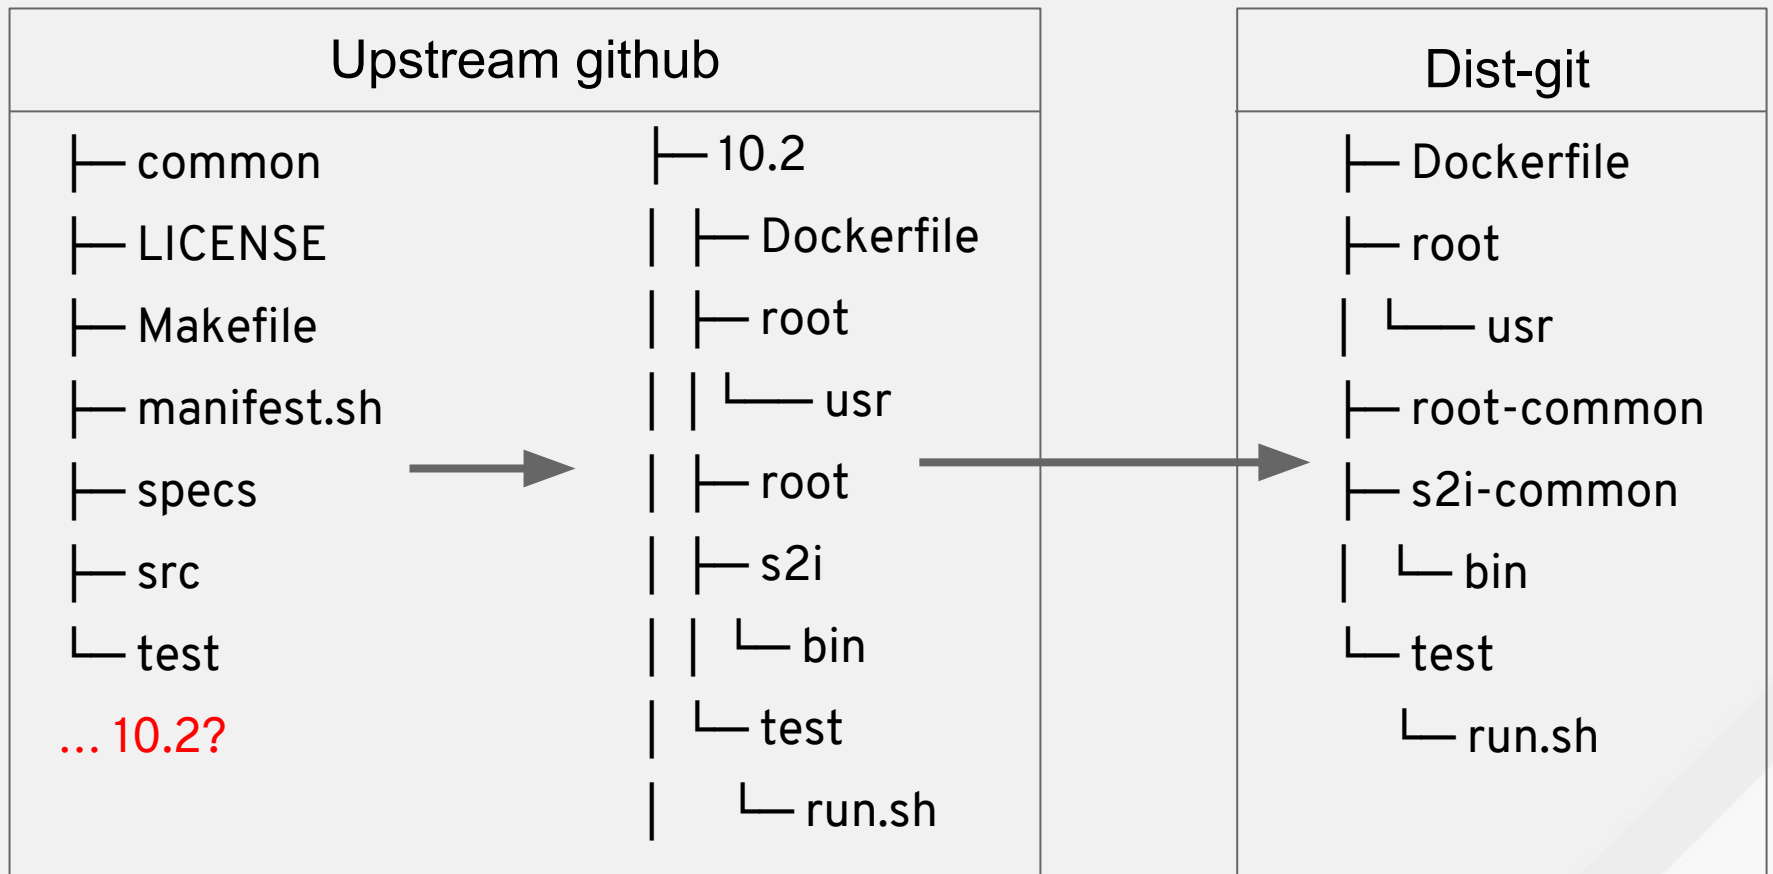 Upstream github
├── common
├── LICENSE
├── Makefile
├── manifest.sh
├── specs
├── src
└── test
... 10.2?
├── 10.2
│ ├── Dockerfile
│ ├── root
│ │ └── usr
│ ├── root
│ ├── s2i
│ │ └── bin
│ └── test
│ └── run.sh
Dist-git
├── Dockerfile
├── root
│ └── usr
├── root-common
├── s2i-common
│ └── bin
└── test
└── run.sh